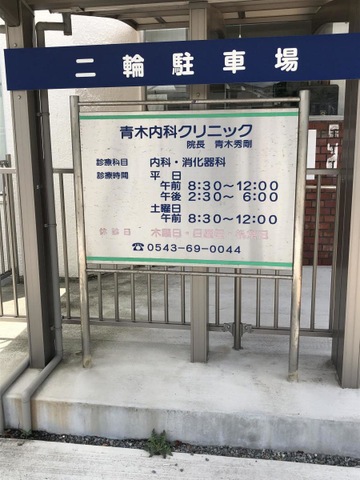 二輪駐車場
青木内科クリニック
院長 青木秀剛
診療科目 内科・消化器科
診療時間 平日
午前 8:30～12:00
午後 2:30～6:00
土曜日
午前 8:30～12:00
休診日 木曜日・日曜日・祭日
☎0543-69-0044